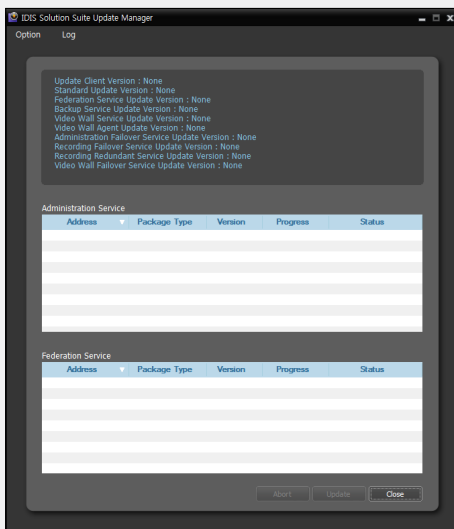 IDIS Solution Suite Update Manager
Option Log
Update Client Version : None
Standard Update Version : None
Federation Service Update Version : None
Backup Service Update Version : None
Video Wall Service Update Version : None
Video Wall Agent Update Version : None
Administration Failover Service Update Version : None
Recording Failover Service Update Version : None
Recording Redundant Service Update Version : None
Video Wall Failover Service Update Version : None
Administration Service
Address Package Type Version Progress Status
Federation Service
Address Package Type Version Progress Status
Abort Update Close